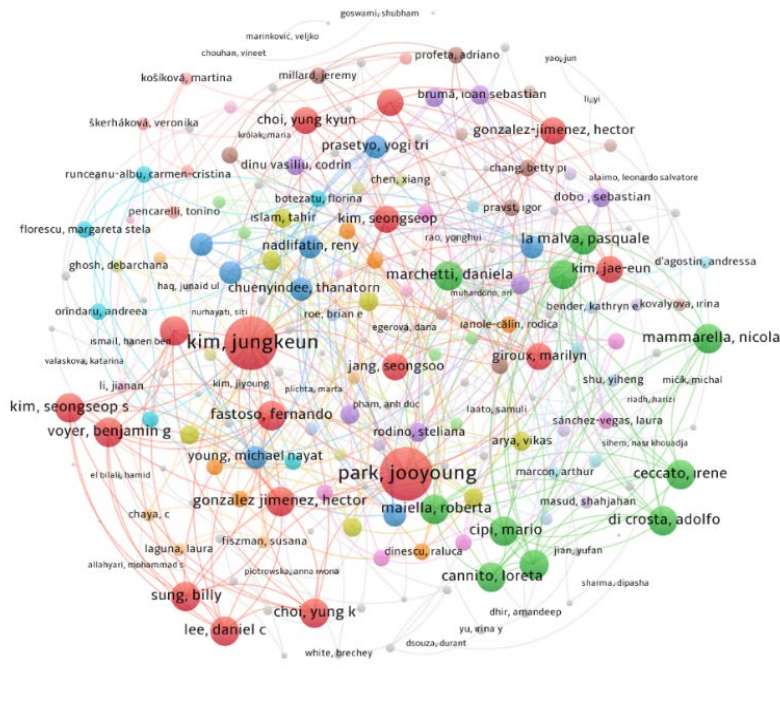 goswami, shubham
marinković, veljko
chouhan, vineet
profeta, adriano
yao, jun
košíková, martina
millard, jeremy
bruma, ioan sebastian
li, yi
škerháková, veronika
choi, yung kyun
gonzalez-jimenez, hector
królak, maria
prasetyo, yogi tri
runceanu-albu, carmen-cristina
dinu vasiliu, codrin
chang, betty pi
alaimo, leonardo salvatore
chen, xiang
botezatu, florina
dobo, sebastian
pencarelli, tonino
islam, tahir
kim, seongseop
pravst, igor
florescu, margareta stela
nadlifatin, reny
rao, yonghui
la malva, pasquale
ghosh, debarchana
marchetti, daniela
kim, jae-eun
d'agostin, andressa
haq, junaid ul
chuenyindee, thanatorn
muhardono, ari
orîndaru, andreea
nurhayati, siti
roe, brian e
bender, kathryn e
kovalyova, irina
egerová, dana
ianole-călin, rodica
ismail, hanen ben
kim, jungkeun
mammarella, nicola
valaskova, katarina
jang, seongsoo
giroux, marilyn
li, jianan
kim, jiyoung
plichta, marta
shu, yiheng
mičík, michal
kim, seongseop s
fastoso, fernando
pham, anh duc
laato, samuli
riadh, harizi
voyer, benjamin g
rodino, steliana
sánchez-vegas, laura
arya, vikas
sihem, nasr khouadja
young, michael nayat
el bilali, hamid
park, jooyoung
marcon, arthur
ceccato, irene
gonzalez jimenez, hector
maiella, roberta
masud, shahjahan
chaya, c
cipi, mario
di crosta, adolfo
fiszman, susana
laguna, laura
dinescu, raluca
jian, yufan
allahyari, mohammad s
piotrowska, anna iwona
cannito, loreta
sharma, dipasha
sung, billy
choi, yung k
dhir, amandeep
lee, daniel c
yu, irina y
dsouza, durant
white, brechey